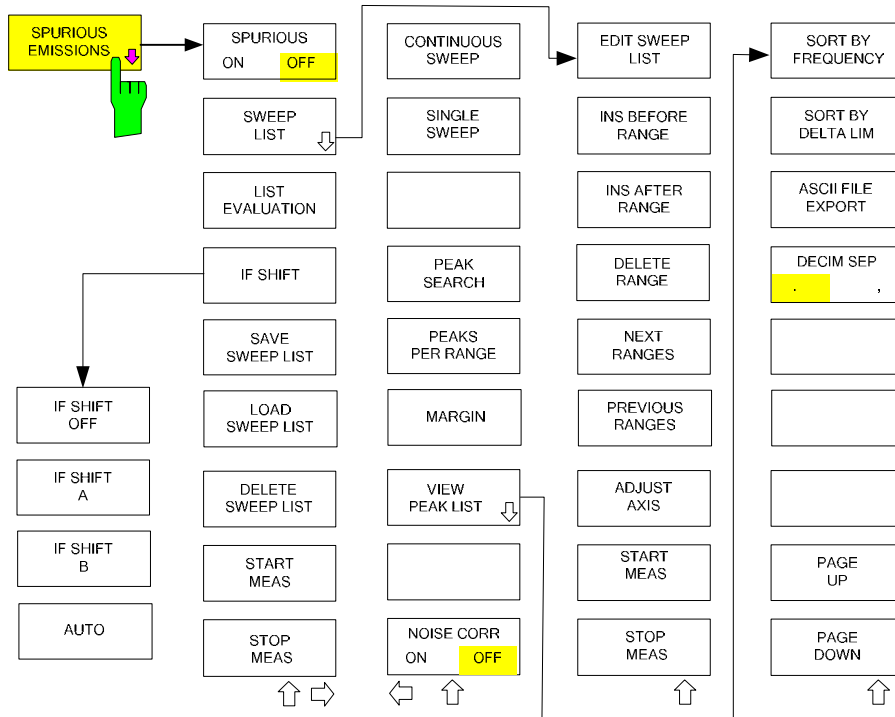 SPURIOUS
EMISSIONS
SPURIOUS
ON OFF
SWEEP
LIST
LIST
EVALUATION
IF SHIFT
SAVE
SWEEP LIST
LOAD
SWEEP LIST
DELETE
SWEEP LIST
START
MEAS
STOP
MEAS
IF SHIFT
OFF
IF SHIFT
A
IF SHIFT
B
AUTO
CONTINUOUS
SWEEP
SINGLE
SWEEP
PEAK
SEARCH
PEAKS
PER RANGE
MARGIN
VIEW
PEAK LIST
NOISE CORR
ON OFF
EDIT SWEEP
LIST
INS BEFORE
RANGE
INS AFTER
RANGE
DELETE
RANGE
NEXT
RANGES
PREVIOUS
RANGES
ADJUST
AXIS
START
MEAS
STOP
MEAS
SORT BY
FREQUENCY
SORT BY
DELTA LIM
ASCII FILE
EXPORT
DECIM SEP
. ,
PAGE
UP
PAGE
DOWN